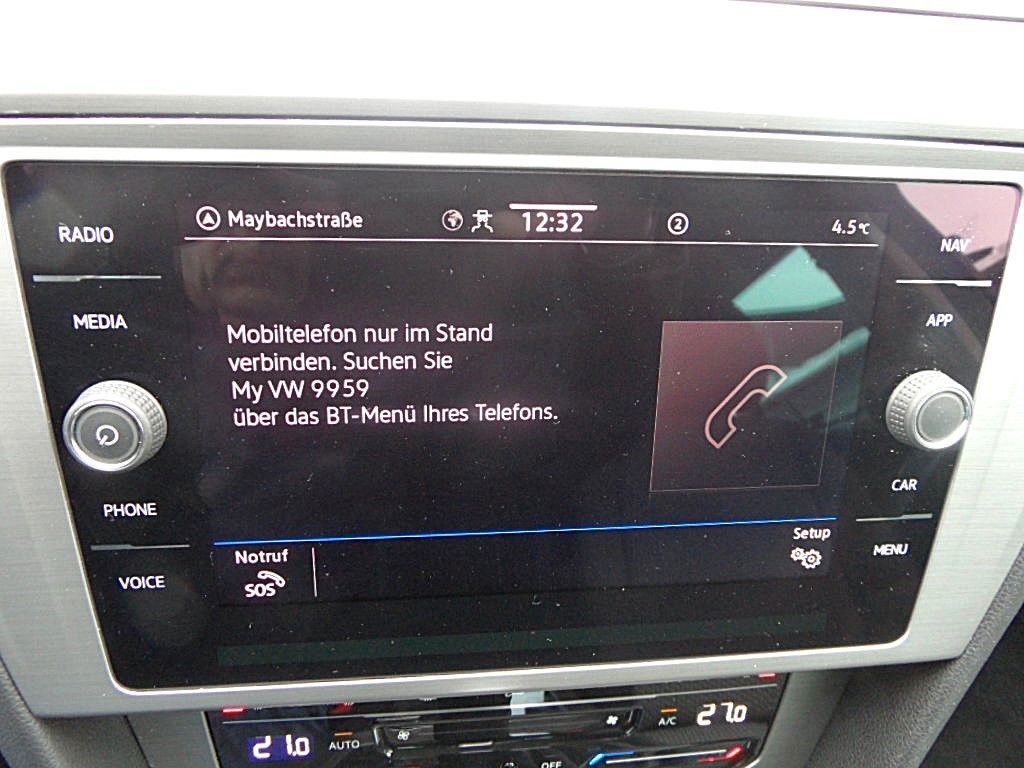 Maybachstraße 12:32 2 4.5°C
RADIO
NAV
MEDIA
APP
Mobiltelefon nur im Stand
verbinden. Suchen Sie
My VW 9959
über das BT-Menü Ihres Telefons.
CAR
PHONE
Setup
MENU
Notruf
VOICE
SOS
21.0 AUTO A/C 27.0
OFF